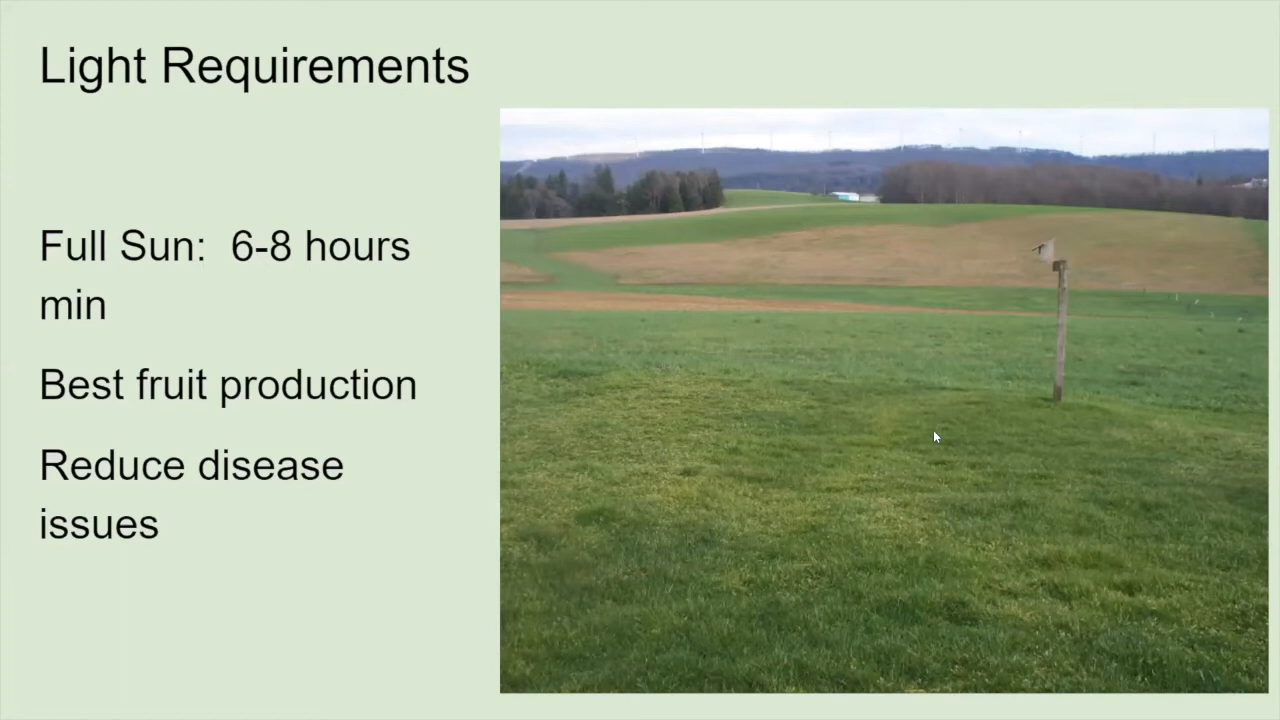 Light Requirements
Full Sun:  6-8 hours
min
Best fruit production
Reduce disease
issues